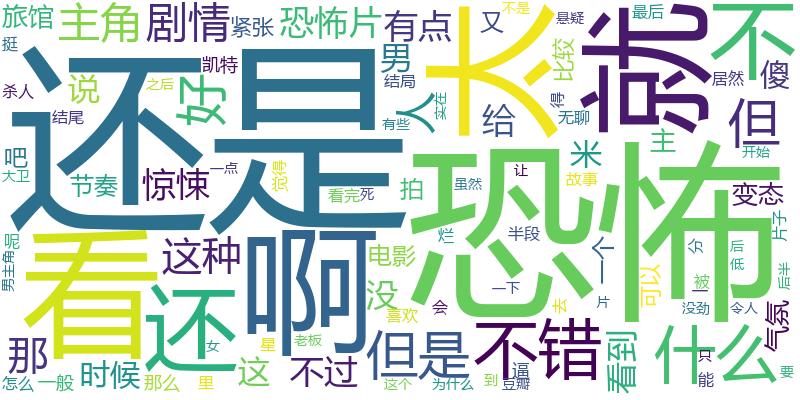 旅馆
主角
剧情
紧张
恐怖片
有点
又
不是
悬疑
最后
不
挺
说
好
凯特
男
结局
人
实在
太
得
比较
就
居然
傻
杀人
之后
还是
给
无聊
但
结尾
有些
吧
大卫
节奏
惊悚
一点
觉得
看完
死
拍
虽然
恐怖
让
米
故事
主
变态
开始
呢
男主角
看
这种
啊
电影
没
烂
半段
一个
分
后
低
片子
还
喜欢
会
一下
去
片
可以
被
没劲
令人
后半
气氛
那
女
星
老板
但是
不错
看到
什么
只
能
要
怎么
一般
时候
那么
里
这
不过
这个
为什么
逼
到
豆瓣